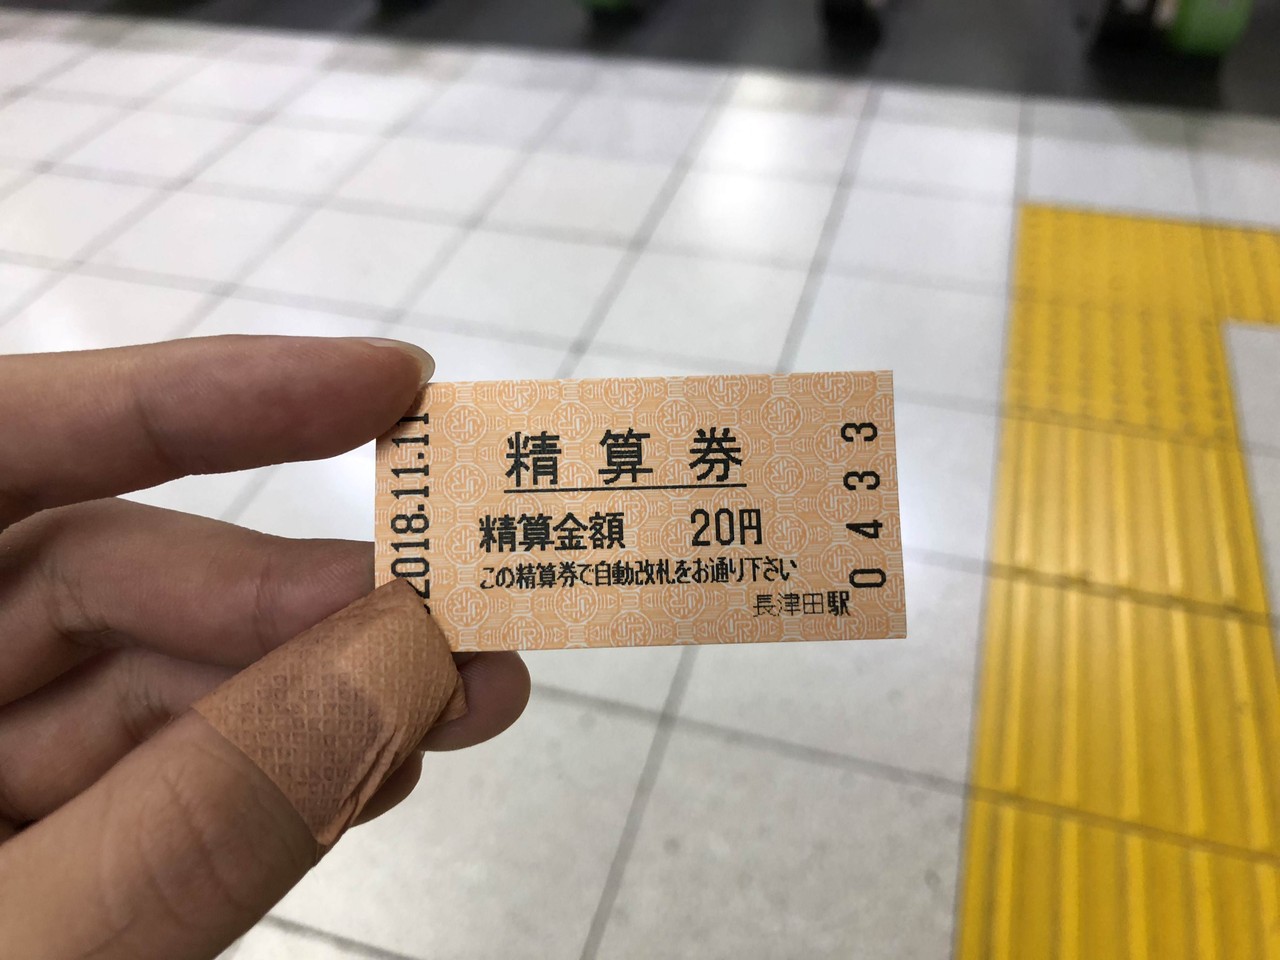 精算券
精算金額 20円
この精算券で自動改札をお通り下さい
長津田駅
2018.11.11
0433